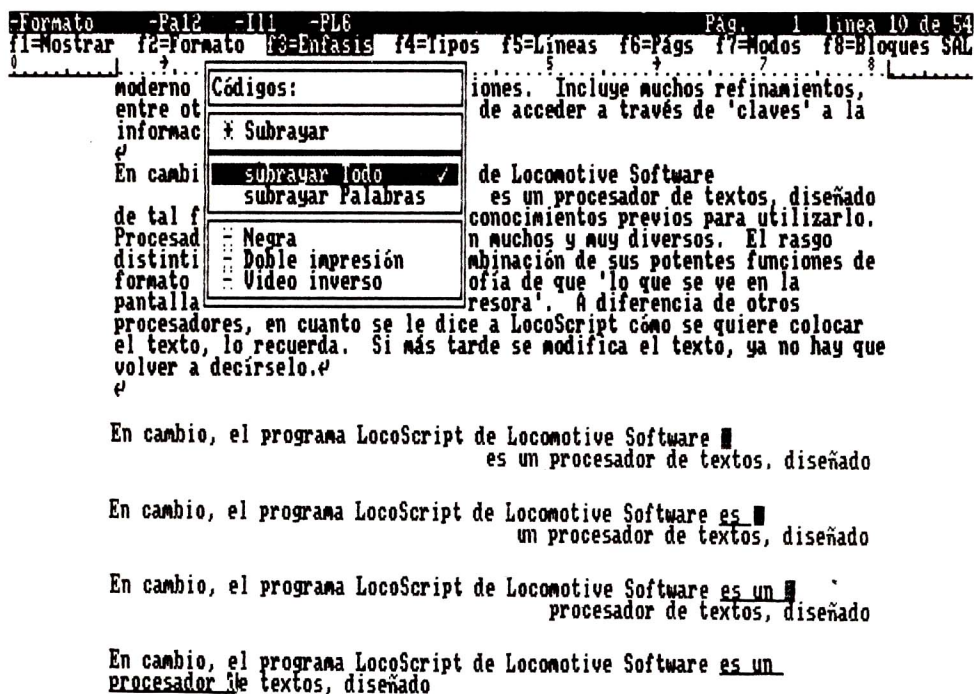 -Formato -Pa12 -Il1 -PL6 Pág. 1 línea 10 de 54
f1=Mostrar f2=Formato f3=Enfasis f4=Tipos f5=Líneas f6=Págs f7=Modos f8=Bloques SAL
0 5 7 8
moderno Códigos: iones. Incluye muchos refinamientos,
entre ot de acceder a través de 'claves' a la
informac * Subrayar
En cambi subrayar Todo ✓ de Locomotive Software
subrayar Palabras es un procesador de textos, diseñado
de tal f conocimientos previos para utilizarlo.
Procesad - Negra n muchos y muy diversos. El rasgo
distinti - Doble impresión mbinación de sus potentes funciones de
formato - Video inverso ofía de que 'lo que se ve en la
pantalla resora'. A diferencia de otros
procesadores, en cuanto se le dice a LocoScript cómo se quiere colocar
el texto, lo recuerda. Si más tarde se modifica el texto, ya no hay que
volver a decírselo.↵
En cambio, el programa LocoScript de Locomotive Software
es un procesador de textos. diseñado
En cambio, el programa LocoScript de Locomotive Software es
un procesador de textos, diseñado
En cambio, el programa LocoScript de Locomotive Software es un
procesador de textos, diseñado
En cambio, el programa LocoScript de Locomotive Software es un
procesador de textos, diseñado